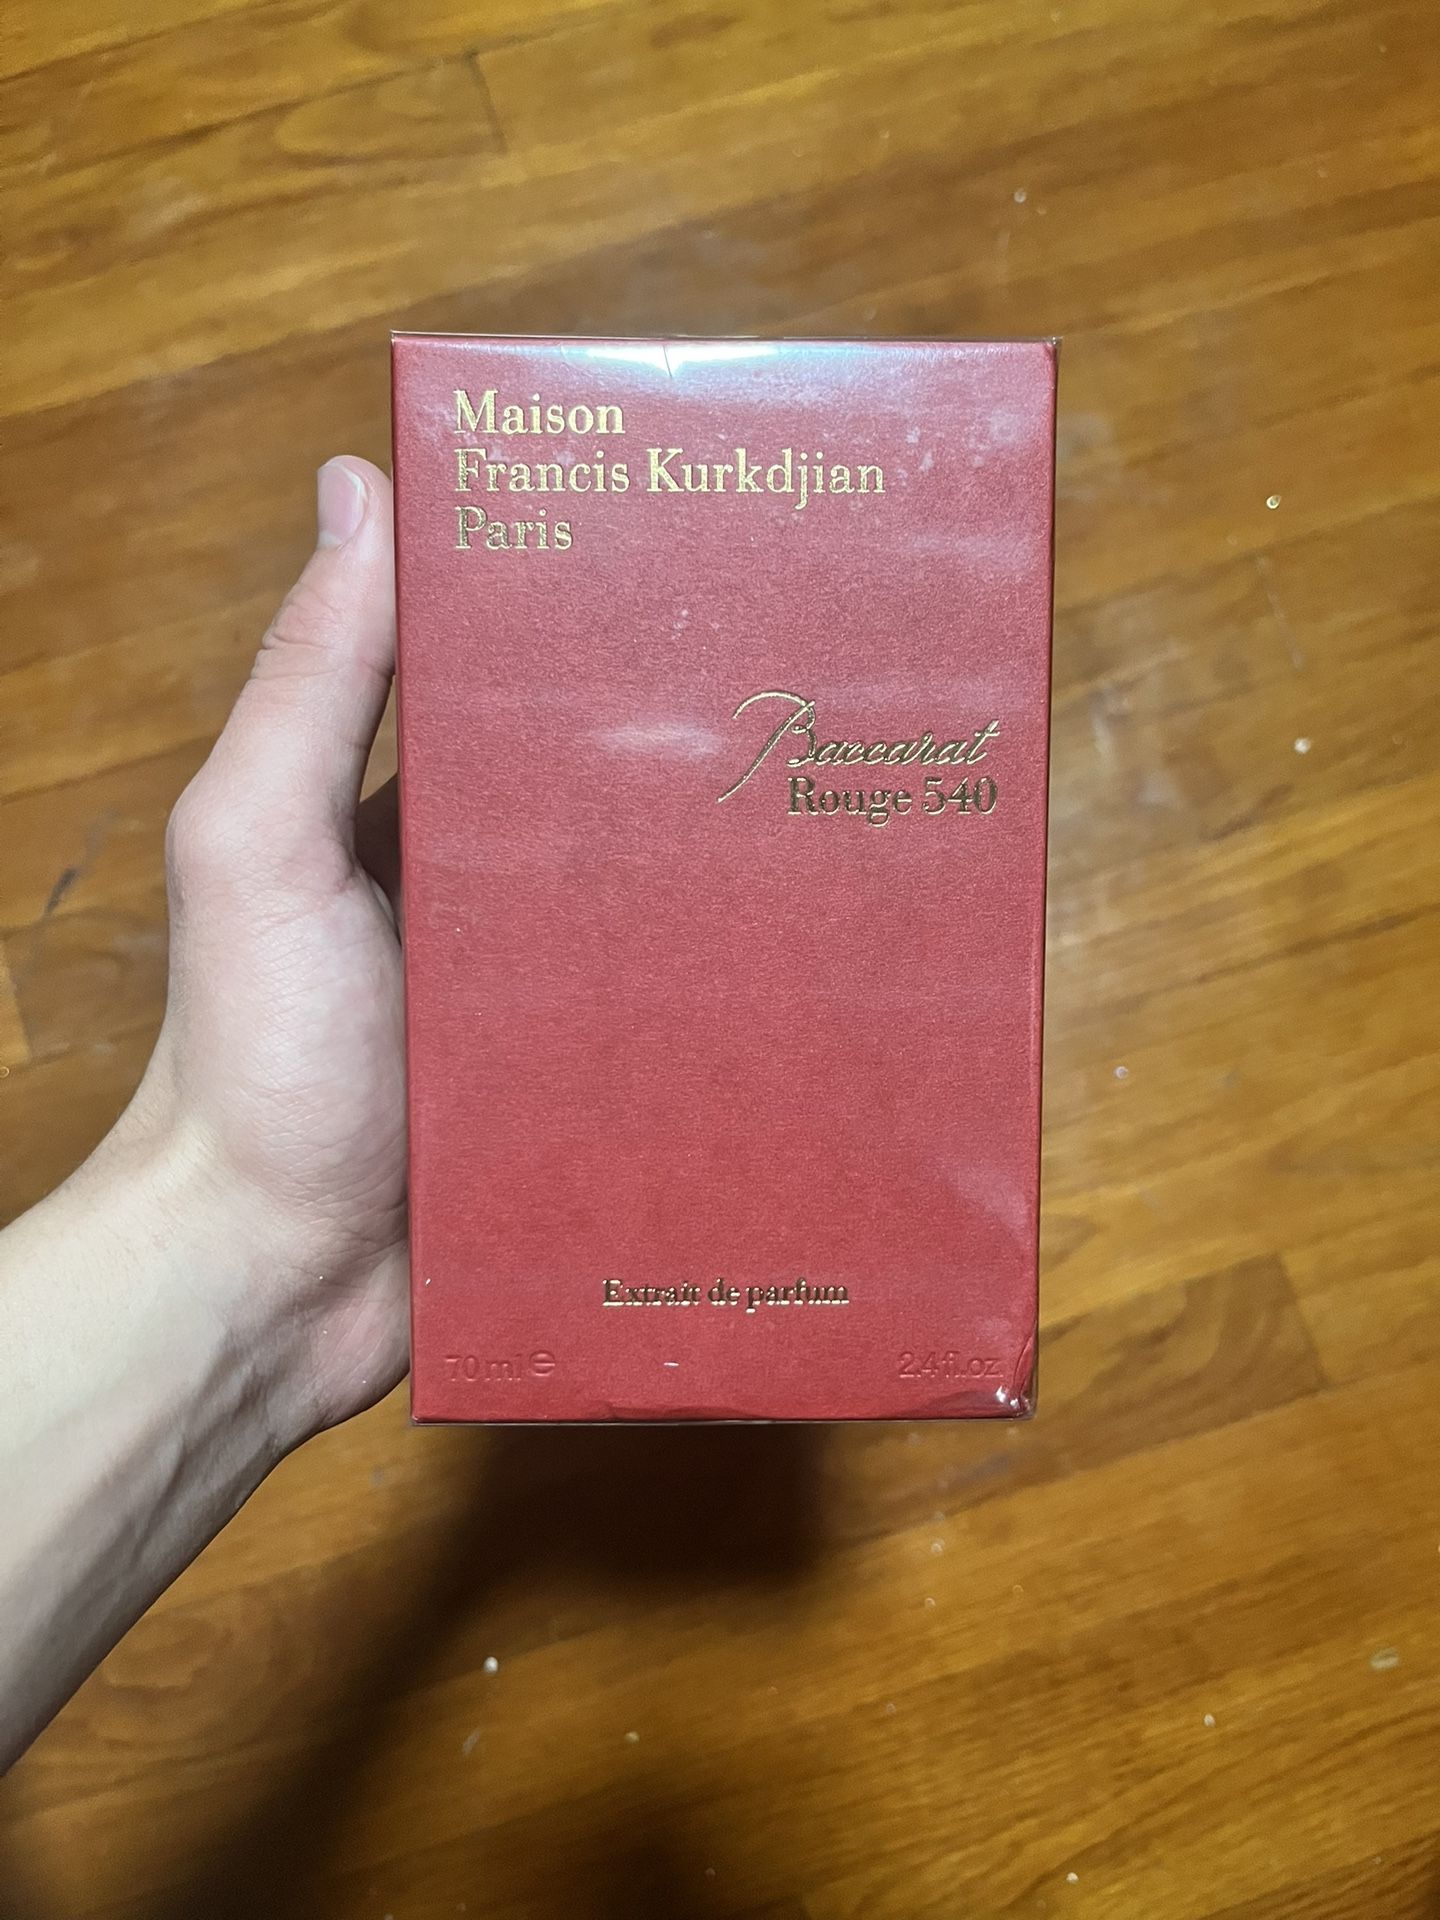 Maison
Francis Kurkdjian
Paris
Baccarat
Rouge 540
Extrait de parfum
70 ml ℮ 2.4 fl.oz.